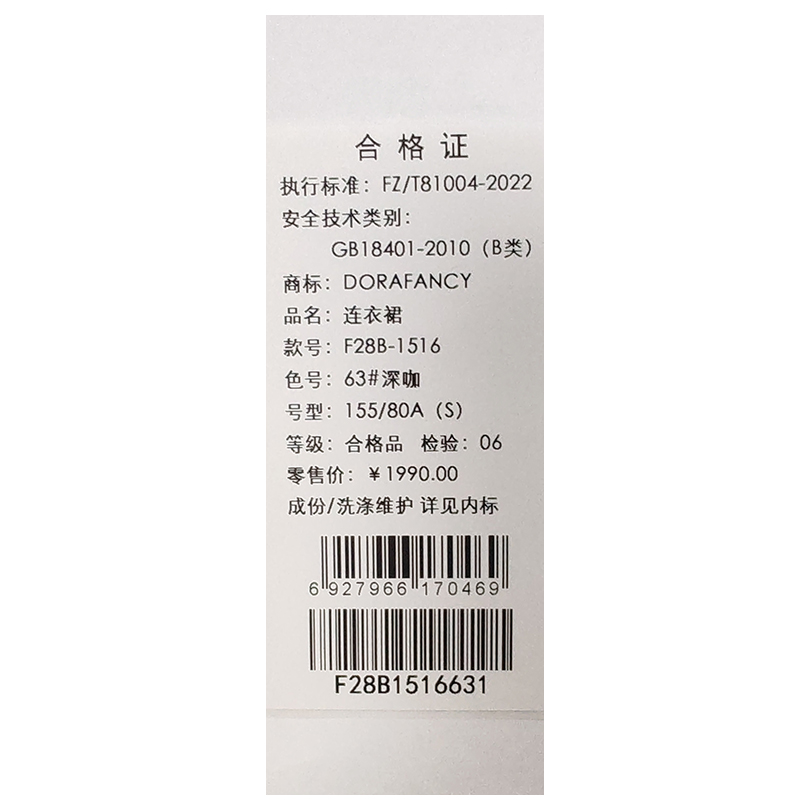 合格证
执行标准：FZ/T81004-2022
安全技术类别：
GB18401-2010（B类）
商标：DORAFANCY
品名：连衣裙
款号：F28B-1516
色号：63#深咖
号型：155/80A（S）
等级：合格品 检验：06
零售价：￥1990.00
成份/洗涤维护 详见内标
6 927966 170469
F28B1516631